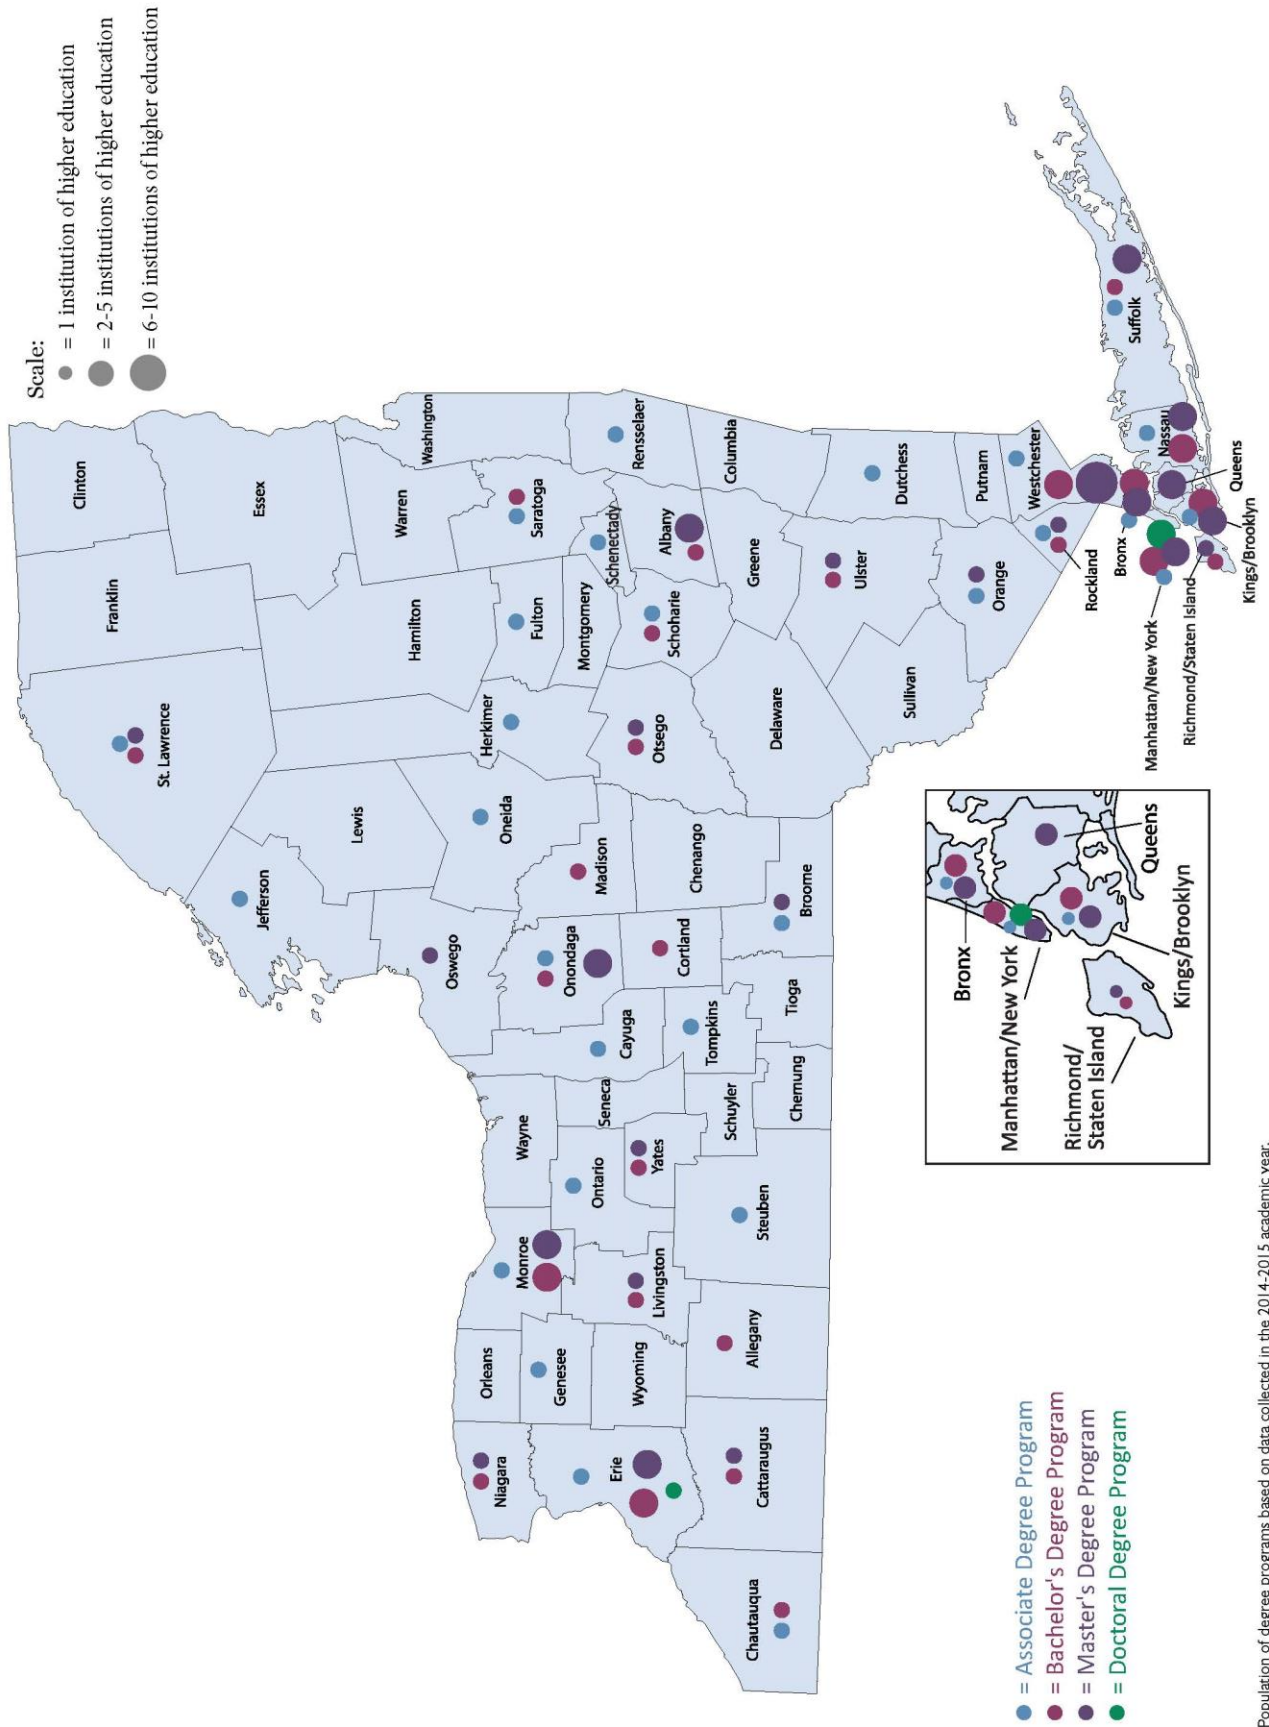 Scale:
= 1 institution of higher education
= 2-5 institutions of higher education
= 6-10 institutions of higher education
Clinton
Franklin
Essex
St. Lawrence
Jefferson
Lewis
Hamilton
Warren
Washington
Herkimer
Oneida
Oswego
Fulton
Saratoga
Niagara
Orleans
Monroe
Wayne
Genesee
Ontario
Seneca
Cayuga
Onondaga
Madison
Montgomery
Schenectady
Rensselaer
Erie
Wyoming
Livingston
Yates
Tompkins
Cortland
Chenango
Otsego
Schoharie
Albany
Columbia
Greene
Chautauqua
Cattaraugus
Allegany
Steuben
Schuyler
Chemung
Tioga
Broome
Delaware
Ulster
Dutchess
Sullivan
Orange
Putnam
Westchester
Rockland
Bronx
Manhattan/New York
Richmond/Staten Island
Kings/Brooklyn
Queens
Nassau
Suffolk
Bronx
Manhattan/New York
Richmond/
Staten Island
Kings/Brooklyn
Queens
= Associate Degree Program
= Bachelor's Degree Program
= Master's Degree Program
= Doctoral Degree Program
Population of degree programs based on data collected in the 2014-2015 academic year.